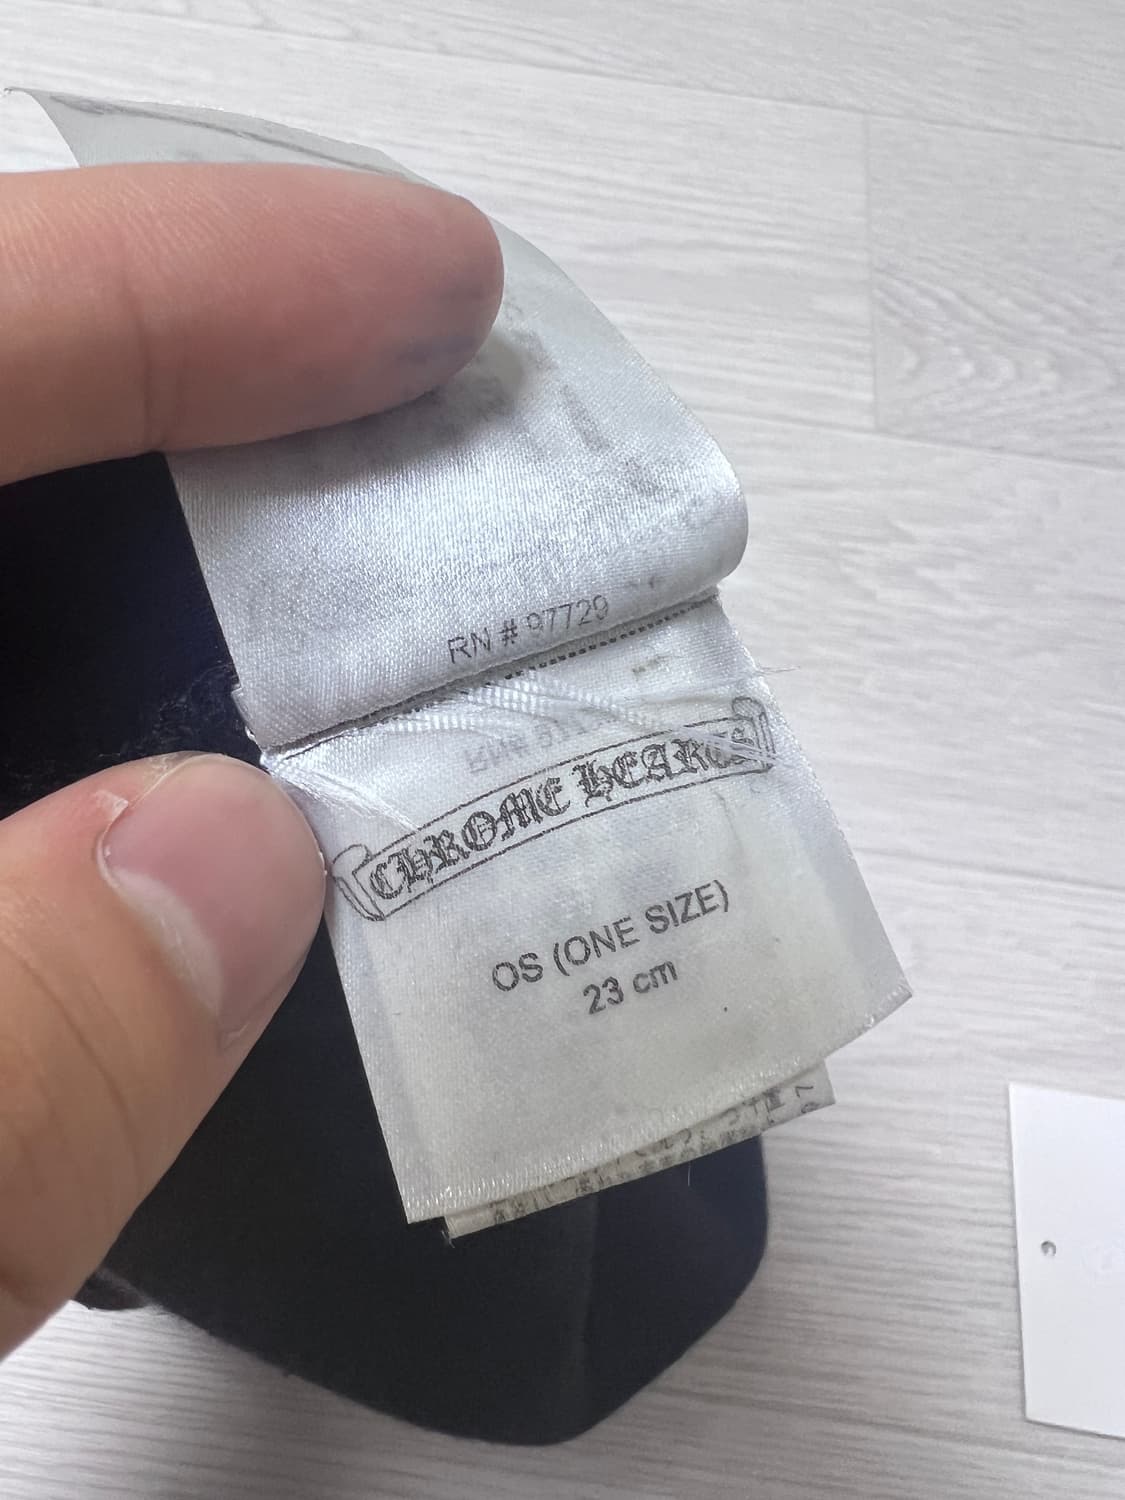 RN # 97729
CHROME HEARTS
OS (ONE SIZE)
23 cm